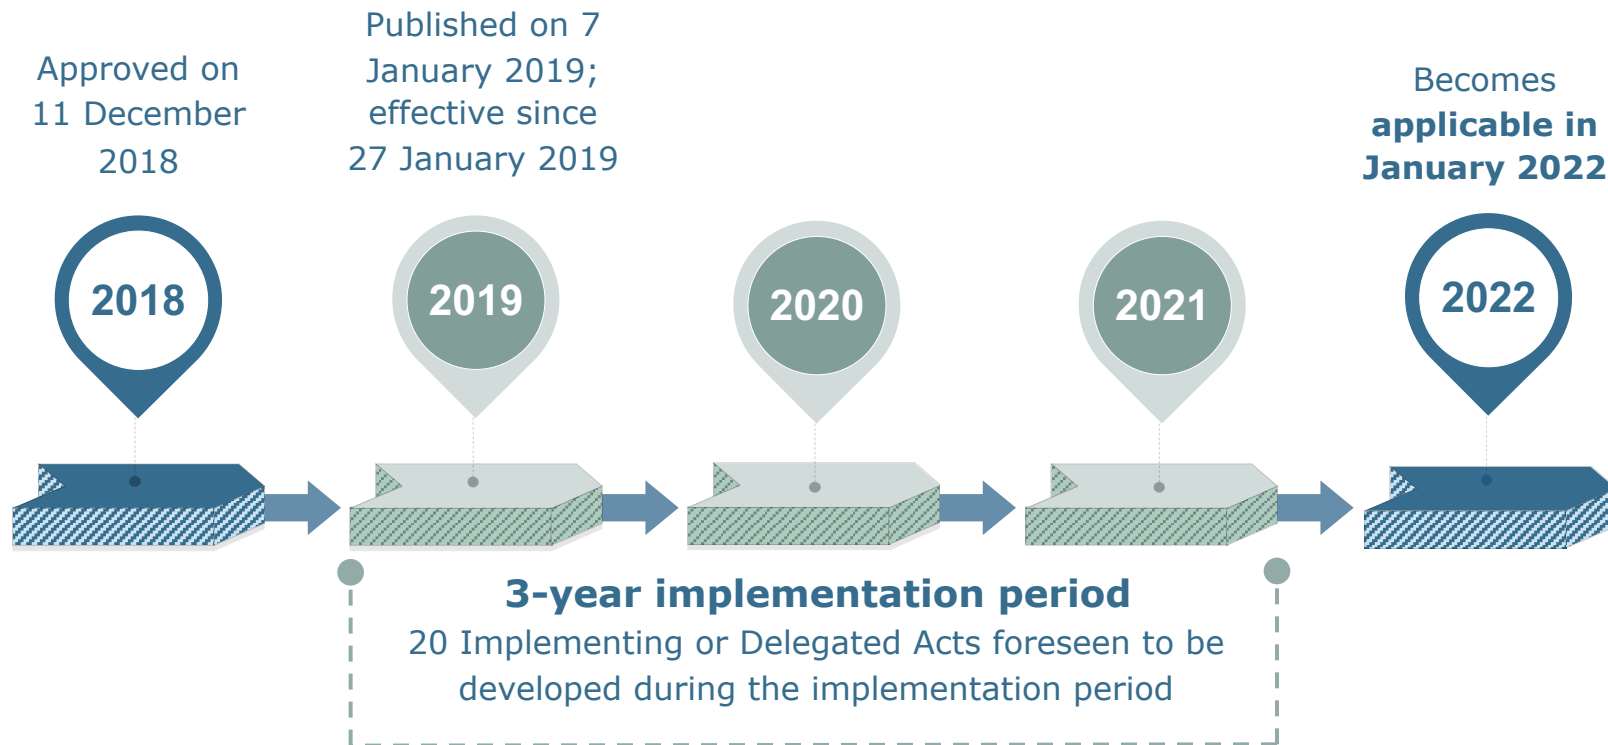 Approved on
11 December
2018
Published on 7
January 2019;
effective since
27 January 2019
Becomes
applicable in
January 2022
2018
2019
2020
2021
2022
3-year implementation period
20 Implementing or Delegated Acts foreseen to be
developed during the implementation period